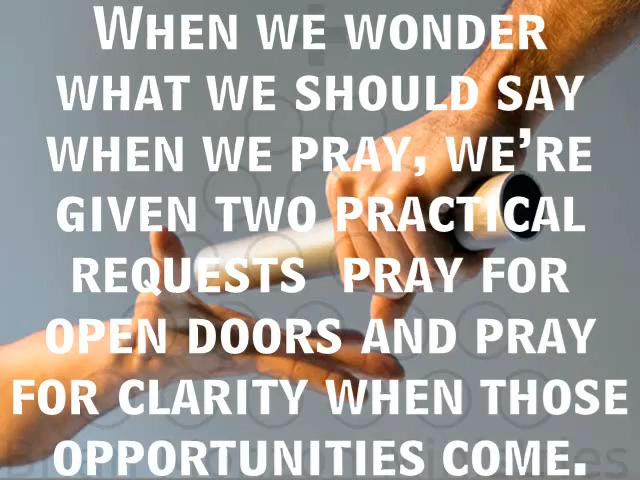 When we wonder
what we should say
when we pray, we're
given two practical
requests  pray for
open doors and pray
for clarity when those
opportunities come.